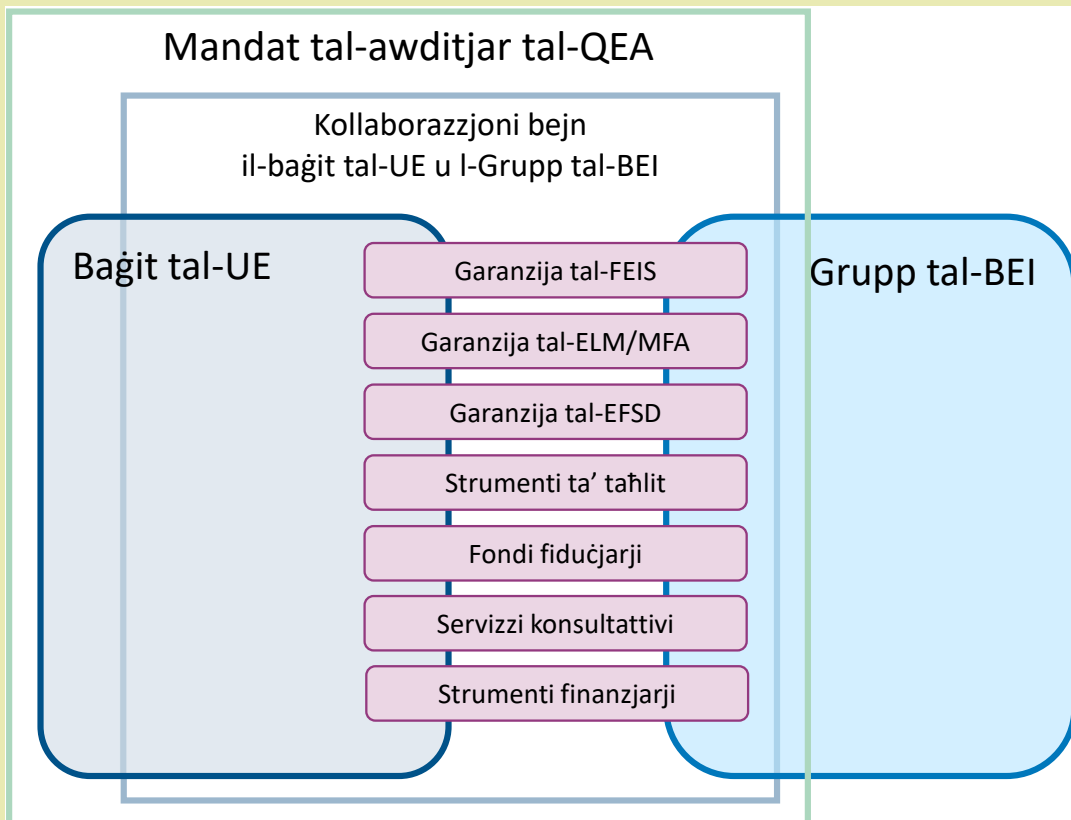 Mandat tal-awditjar tal-QEA
Kollaborazzjoni bejn
il-baġit tal-UE u l-Grupp tal-BEI
Baġit tal-UE
Grupp tal-BEI
Garanzija tal-FEIS
Garanzija tal-ELM/MFA
Garanzija tal-EFSD
Strumenti ta’ taħlit
Fondi fiduċjarji
Servizzi konsultattivi
Strumenti finanzjarji